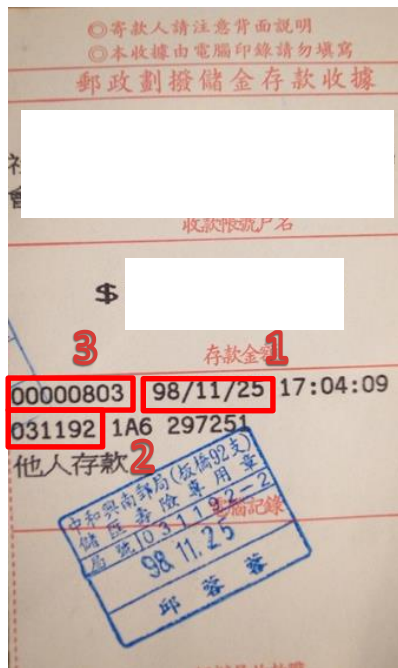 ◎寄款人請注意背面説明
◎本收據由電腦印錄請勿填寫
郵政劃撥儲金存款收據
收款帳號戶名
$
存款金額
3
1
00000803 98/11/25 17:04:09
031192 1A6 297251
他人存款
2
電腦記錄
中和興南郵局(板橋92支)
儲匯壽險專用章
局號031192-2
98.11.25
邱蓉蓉